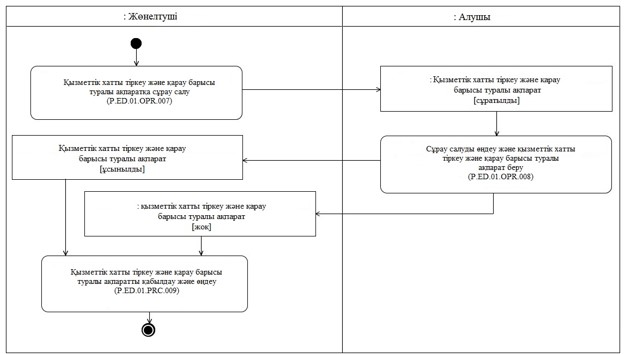 : Жөнелтуші
: Алушы
Қызметтік хатты тіркеу және қарау барысы
туралы ақпаратқа сұрау салу
(P.ED.01.OPR.007)
: Қызметтік хатты тіркеу және қарау
барысы туралы ақпарат
[сұратылды]
Қызметтік хатты тіркеу және қарау
барысы туралы ақпарат
[ұсынылды]
Сұрау салуды өңдеу және қызметтік хатты
тіркеу және қарау барысы туралы
ақпарат беру
(P.ED.01.OPR.008)
: қызметтік хатты тіркеу және қарау
барысы туралы ақпарат
[жоқ]
Қызметтік хатты тіркеу және қарау барысы
туралы ақпаратты қабылдау және өңдеу
(P.ED.01.PRC.009)